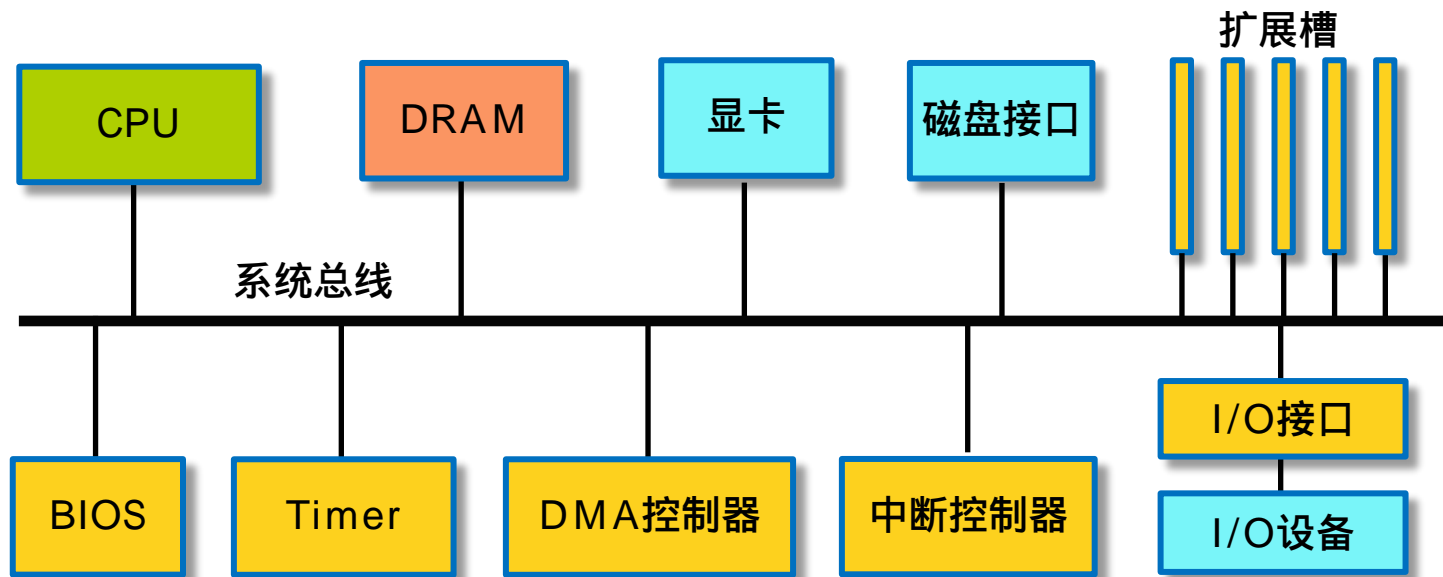 扩展槽
CPU
DRAM
显卡
磁盘接口
系统总线
I/O接口
BIOS
Timer
DMA控制器
中断控制器
I/O设备